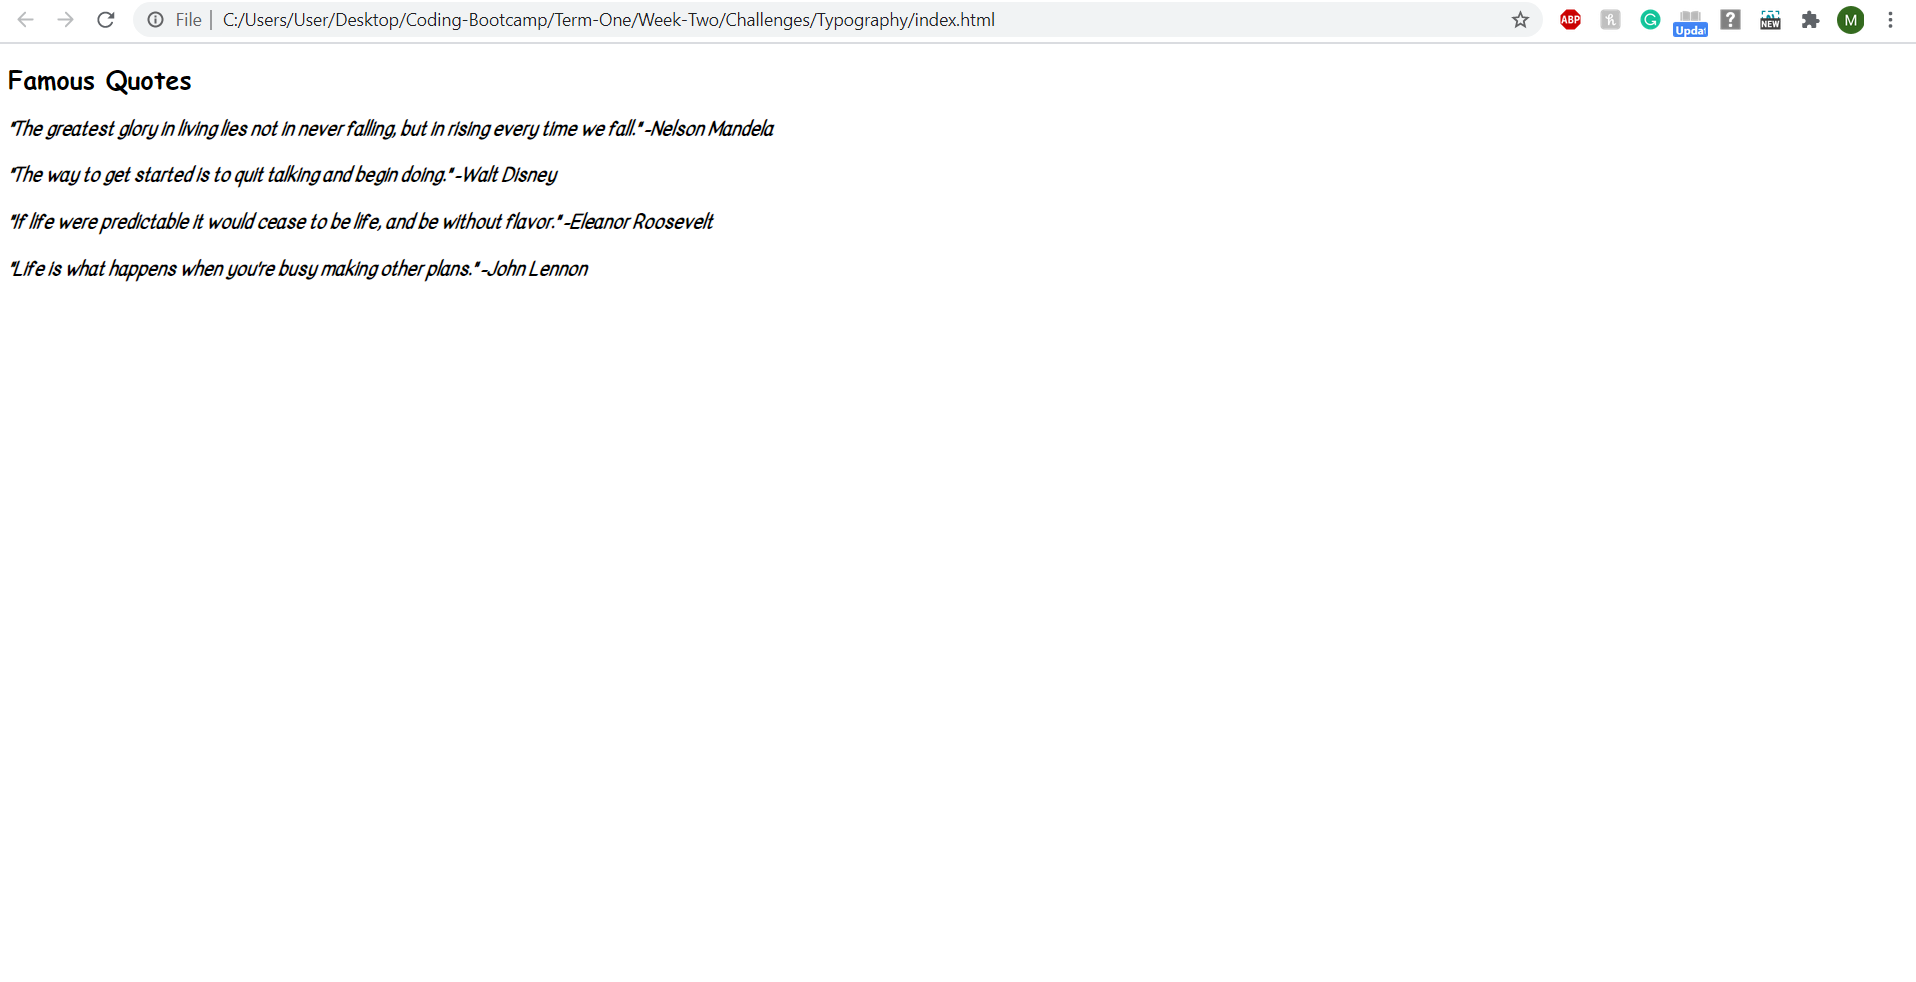 File | C:/Users/User/Desktop/Coding-Bootcamp/Term-One/Week-Two/Challenges/Typography/index.html ABP h G Updat ? NEW M
Famous Quotes
"The greatest glory in living lies not in never falling, but in rising every time we fall." -Nelson Mandela
"The way to get started is to quit talking and begin doing." -Walt Disney
"If life were predictable it would cease to be life, and be without flavor." -Eleanor Roosevelt
"Life is what happens when you're busy making other plans." -John Lennon